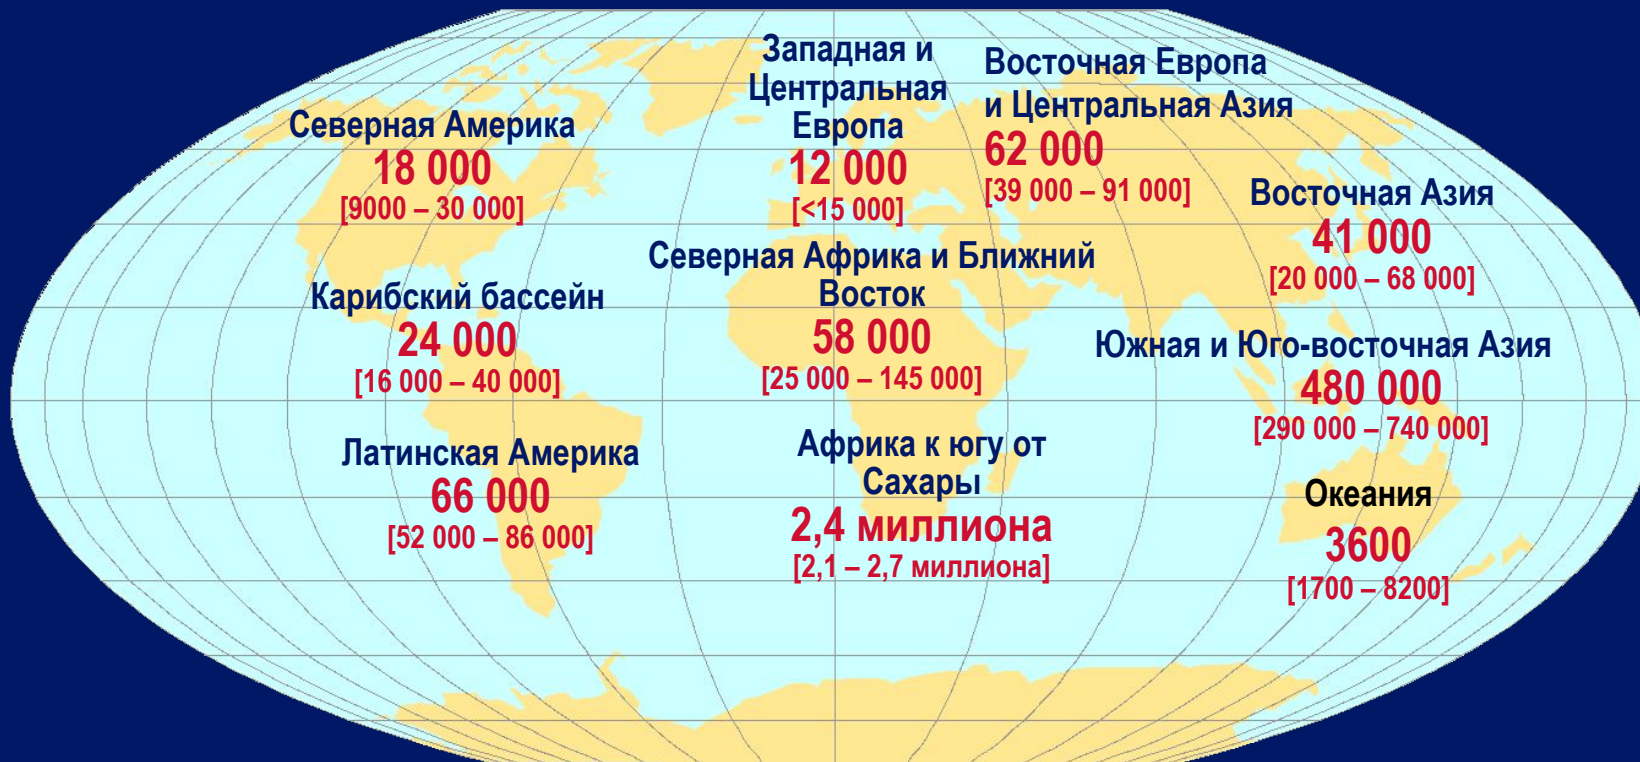 Западная и
Центральная
Европа
12 000
[<15 000]
Восточная Европа
и Центральная Азия
62 000
[39 000 – 91 000]
Северная Америка
18 000
[9000 – 30 000]
Восточная Азия
41 000
[20 000 – 68 000]
Северная Африка и Ближний
Восток
58 000
[25 000 – 145 000]
Карибский бассейн
24 000
[16 000 – 40 000]
Южная и Юго-восточная Азия
480 000
[290 000 – 740 000]
Латинская Америка
66 000
[52 000 – 86 000]
Африка к югу от
Сахары
2,4 миллиона
[2,1 – 2,7 миллиона]
Океания
3600
[1700 – 8200]